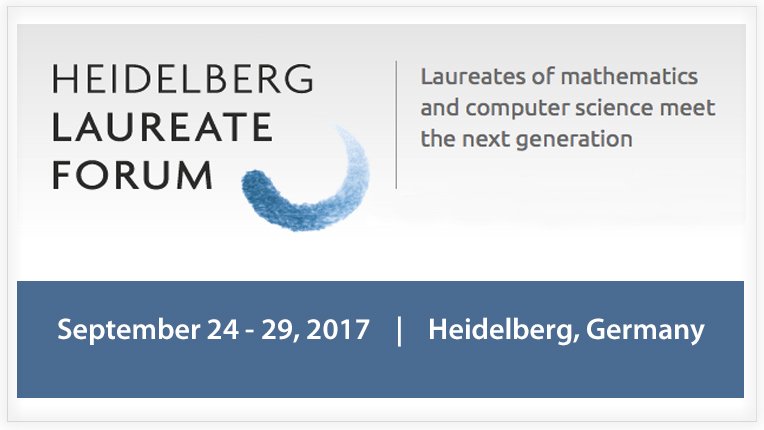 HEIDELBERG
LAUREATE
FORUM
Laureates of mathematics
and computer science meet
the next generation
September 24 - 29, 2017 | Heidelberg, Germany